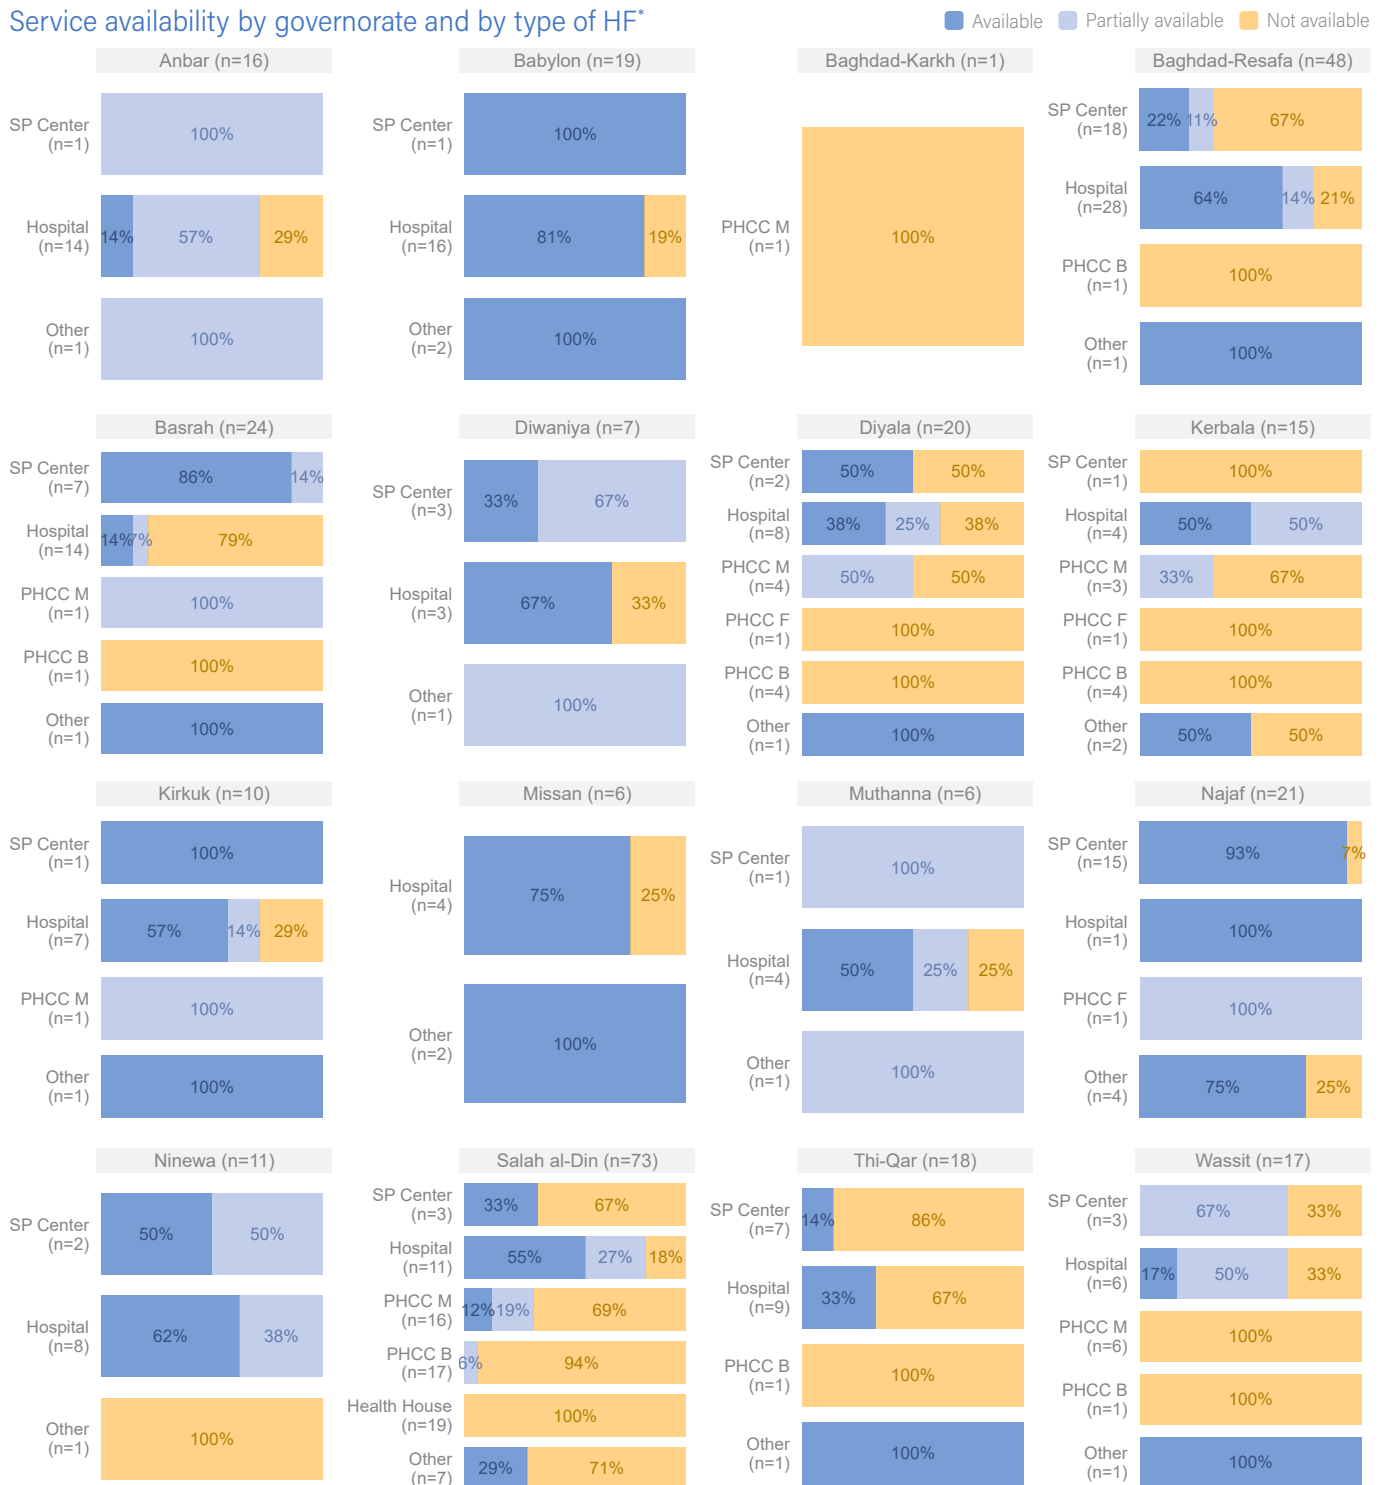 Service availability by governorate and by type of HF*
Available
Partially available
Not available
Anbar (n=16)
SP Center
(n=1)
100%
Hospital
(n=14)
14%
57%
29%
Other
(n=1)
100%
Babylon (n=19)
SP Center
(n=1)
100%
Hospital
(n=16)
81%
19%
Other
(n=2)
100%
Baghdad-Karkh (n=1)
PHCC M
(n=1)
100%
Baghdad-Resafa (n=48)
SP Center
(n=18)
22%
11%
67%
Hospital
(n=28)
64%
14%
21%
PHCC B
(n=1)
100%
Other
(n=1)
100%
Basrah (n=24)
SP Center
(n=7)
86%
14%
Hospital
(n=14)
14%
7%
79%
PHCC M
(n=1)
100%
PHCC B
(n=1)
100%
Other
(n=1)
100%
Diwaniya (n=7)
SP Center
(n=3)
33%
67%
Hospital
(n=3)
67%
33%
Other
(n=1)
100%
Diyala (n=20)
SP Center
(n=2)
50%
50%
Hospital
(n=8)
38%
25%
38%
PHCC M
(n=4)
50%
50%
PHCC F
(n=1)
100%
PHCC B
(n=4)
100%
Other
(n=1)
100%
Kerbala (n=15)
SP Center
(n=1)
100%
Hospital
(n=4)
50%
50%
PHCC M
(n=3)
33%
67%
PHCC F
(n=1)
100%
PHCC B
(n=4)
100%
Other
(n=2)
50%
50%
Kirkuk (n=10)
SP Center
(n=1)
100%
Hospital
(n=7)
57%
14%
29%
PHCC M
(n=1)
100%
Other
(n=1)
100%
Missan (n=6)
Hospital
(n=4)
75%
25%
Other
(n=2)
100%
Muthanna (n=6)
SP Center
(n=1)
100%
Hospital
(n=4)
50%
25%
25%
Other
(n=1)
100%
Najaf (n=21)
SP Center
(n=15)
93%
7%
Hospital
(n=1)
100%
PHCC F
(n=1)
100%
Other
(n=4)
75%
25%
Ninewa (n=11)
SP Center
(n=2)
50%
50%
Hospital
(n=8)
62%
38%
Other
(n=1)
100%
Salah al-Din (n=73)
SP Center
(n=3)
33%
67%
Hospital
(n=11)
55%
27%
18%
PHCC M
(n=16)
12%
19%
69%
PHCC B
(n=17)
6%
94%
Health House
(n=19)
100%
Other
(n=7)
29%
71%
Thi-Qar (n=18)
SP Center
(n=7)
14%
86%
Hospital
(n=9)
33%
67%
PHCC B
(n=1)
100%
Other
(n=1)
100%
Wassit (n=17)
SP Center
(n=3)
67%
33%
Hospital
(n=6)
17%
50%
33%
PHCC M
(n=6)
100%
PHCC B
(n=1)
100%
Other
(n=1)
100%